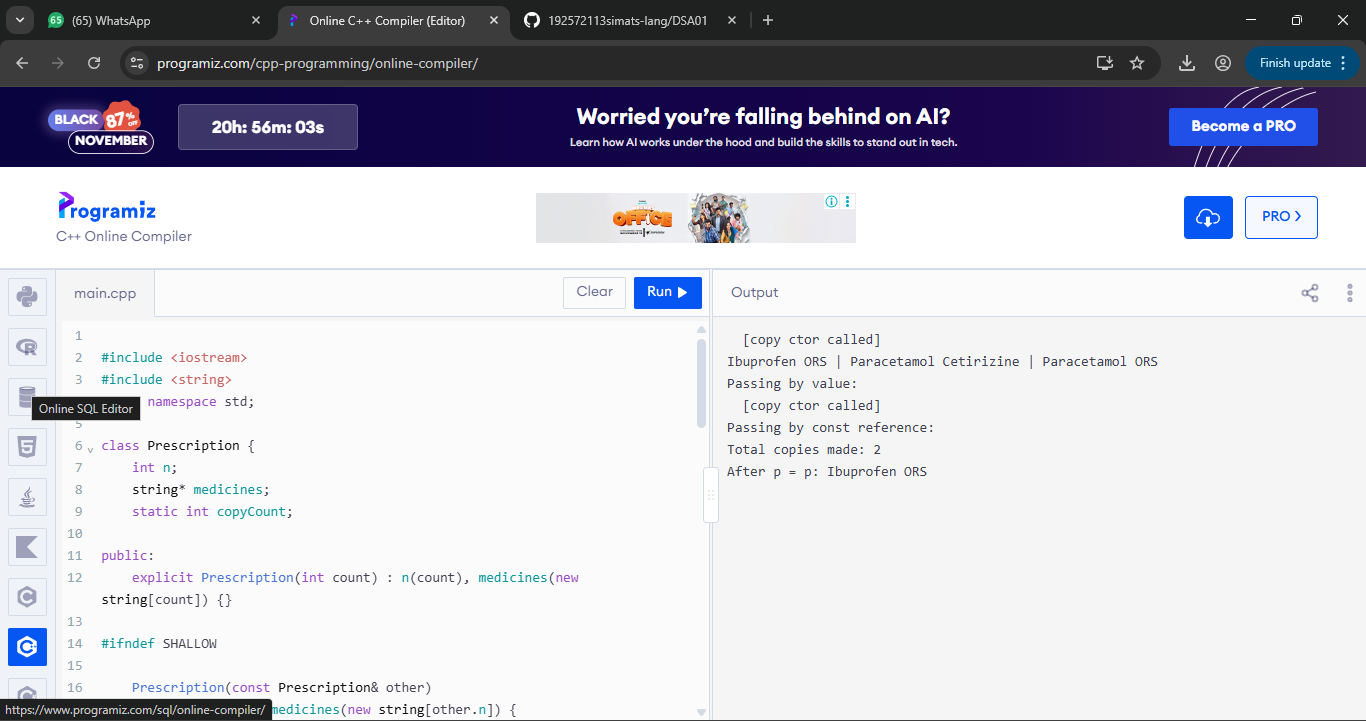 65 (65) WhatsApp
Online C++ Compiler (Editor)
192572113simats-lang/DSA01
programiz.com/cpp-programming/online-compiler/
Finish update
BLACK 87% OFF
NOVEMBER
20h: 56m: 03s
Worried you're falling behind on AI?
Learn how AI works under the hood and build the skills to stand out in tech.
Become a PRO
Programiz
C++ Online Compiler
OFFICE
PRO >
main.cpp
Clear
Run
Output
1
2 #include <iostream>
3 #include <string>
namespace std;
Online SQL Editor
5
6 class Prescription {
7 int n;
8 string* medicines;
9 static int copyCount;
10
11 public:
12 explicit Prescription(int count) : n(count), medicines(new
string[count]) {}
13
14 #ifndef SHALLOW
15
16 Prescription(const Prescription& other)
medicines(new string[other.n]) {
https://www.programiz.com/sql/online-compiler/
[copy ctor called]
Ibuprofen ORS | Paracetamol Cetirizine | Paracetamol ORS
Passing by value:
[copy ctor called]
Passing by const reference:
Total copies made: 2
After p = p: Ibuprofen ORS